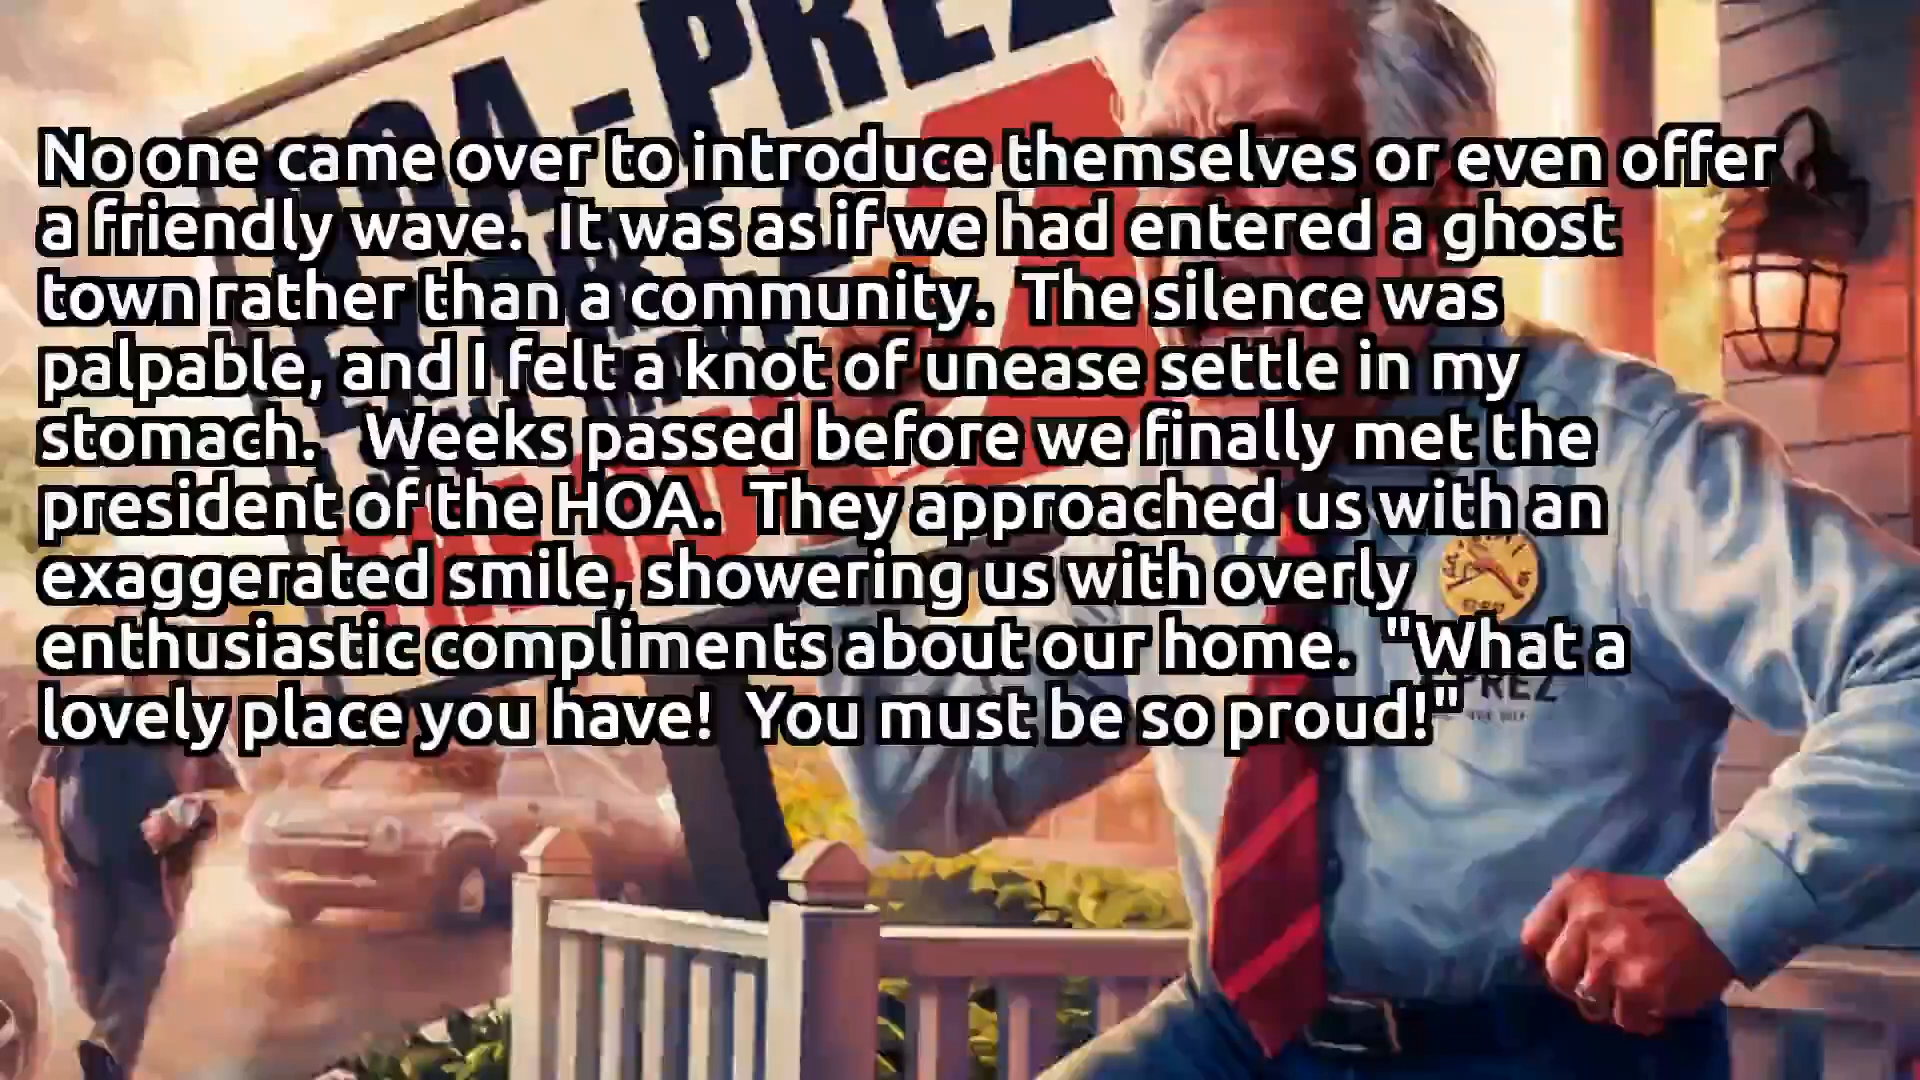 HOA-PREZ
No one came over to introduce themselves or even offer
a friendly wave. It was as if we had entered a ghost
town rather than a community. The silence was
palpable, and I felt a knot of unease settle in my
stomach. Weeks passed before we finally met the
president of the HOA. They approached us with an
exaggerated smile, showering us with overly
enthusiastic compliments about our home. "What a
lovely place you have! You must be so proud!"
PREZ